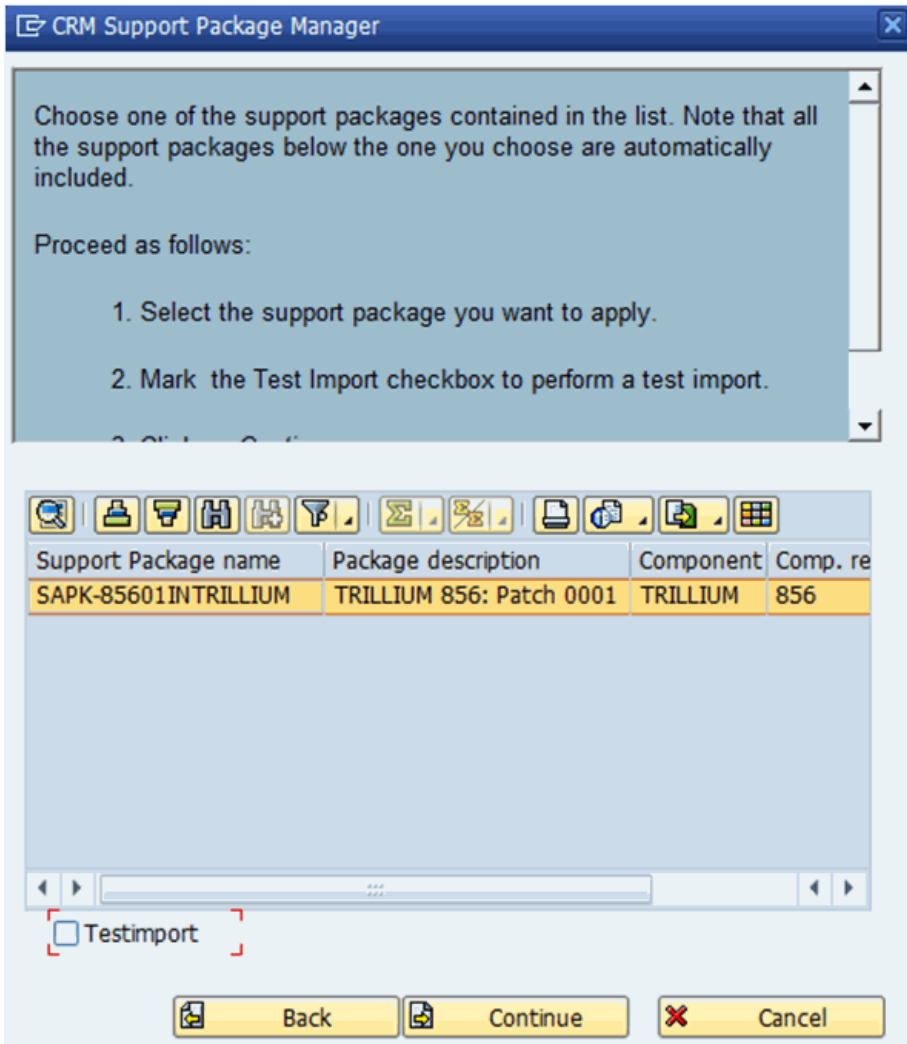 CRM Support Package Manager
Choose one of the support packages contained in the list. Note that all
the support packages below the one you choose are automatically
included.
Proceed as follows:
1. Select the support package you want to apply.
2. Mark the Test Import checkbox to perform a test import.
Support Package name Package description Component Comp. re
SAPK-85601INTRILLIUM TRILLIUM 856: Patch 0001 TRILLIUM 856
Testimport
Back Continue Cancel